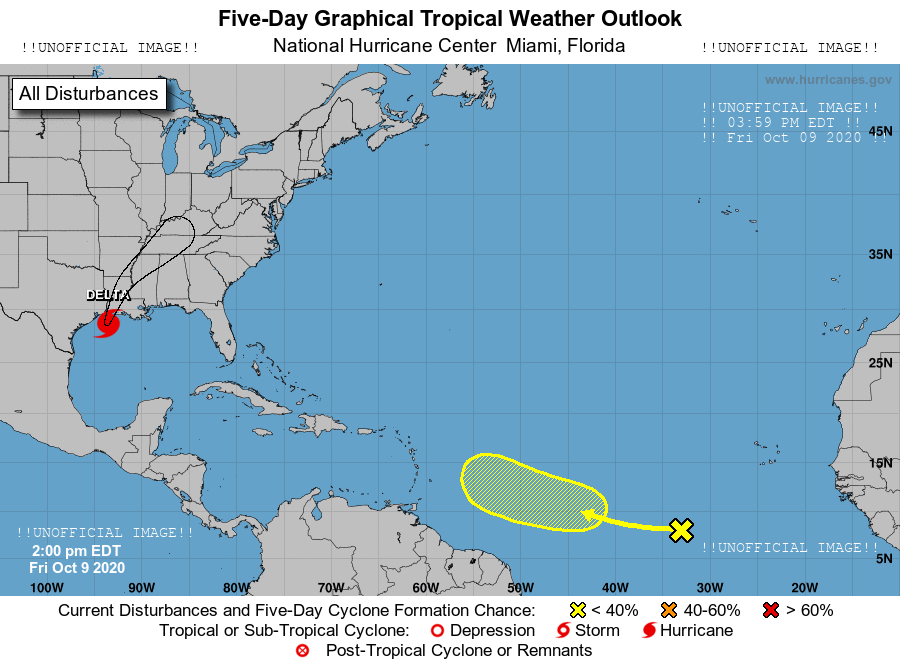 Five-Day Graphical Tropical Weather Outlook
!!UNOFFICIAL IMAGE!! National Hurricane Center Miami, Florida !!UNOFFICIAL IMAGE!!
www.hurricanes.gov
All Disturbances
!!UNOFFICIAL IMAGE!!
!! 03:59 PM EDT !!
!! Fri Oct 09 2020 !!
45N
35N
DELTA
25N
15N
!!UNOFFICIAL IMAGE!!
2:00 pm EDT
Fri Oct 9 2020
!!UNOFFICIAL IMAGE!!
5N
100W 90W 80W 70W 60W 50W 40W 30W 20W
Current Disturbances and Five-Day Cyclone Formation Chance: < 40% 40-60% > 60%
Tropical or Sub-Tropical Cyclone: Depression Storm Hurricane
Post-Tropical Cyclone or Remnants